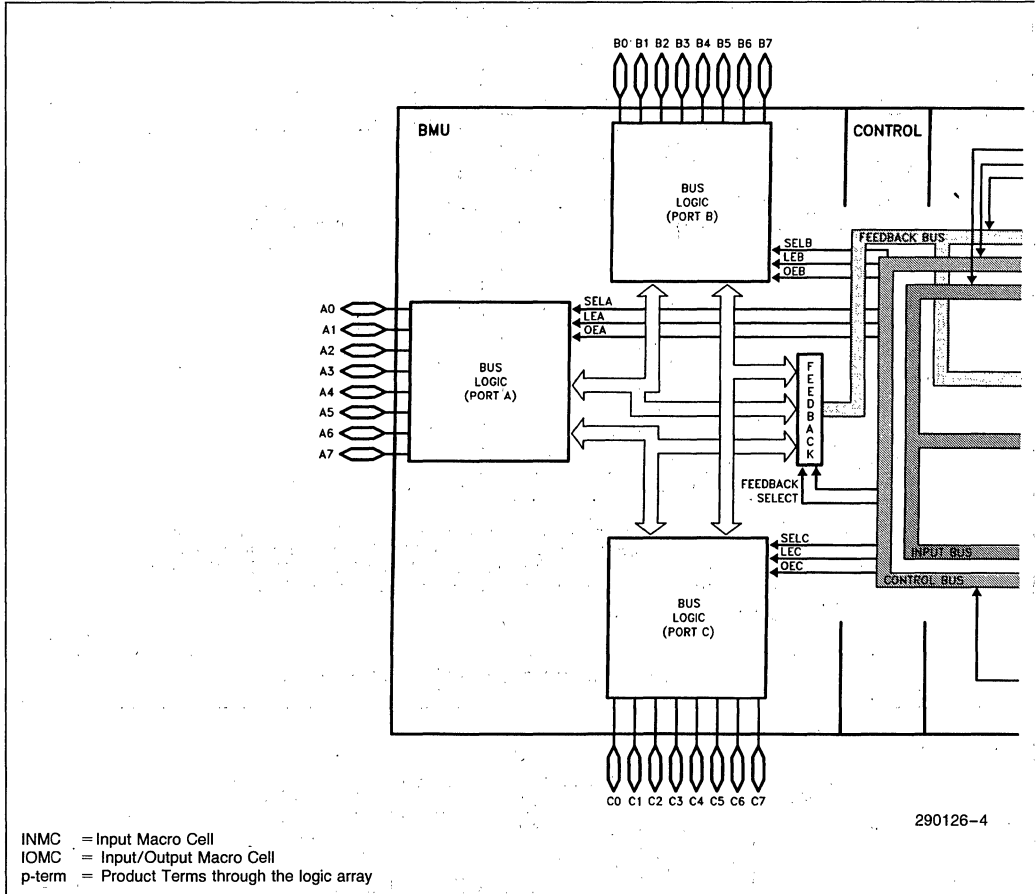 B0 B1 B2 B3 B4 B5 B6 B7
BMU
CONTROL
BUS
LOGIC
(PORT B)
FEEDBACK BUS
SELB
LEB
OEB
A0
A1
A2
A3
A4
A5
A6
A7
BUS
LOGIC
(PORT A)
SELA
LEA
OEA
FEEDBACK
FEEDBACK
SELECT
SELC
LEC
OEC
INPUT BUS
CONTROL BUS
BUS
LOGIC
(PORT C)
C0 C1 C2 C3 C4 C5 C6 C7
290126-4
INMC = Input Macro Cell
IOMC = Input/Output Macro Cell
p-term = Product Terms through the logic array